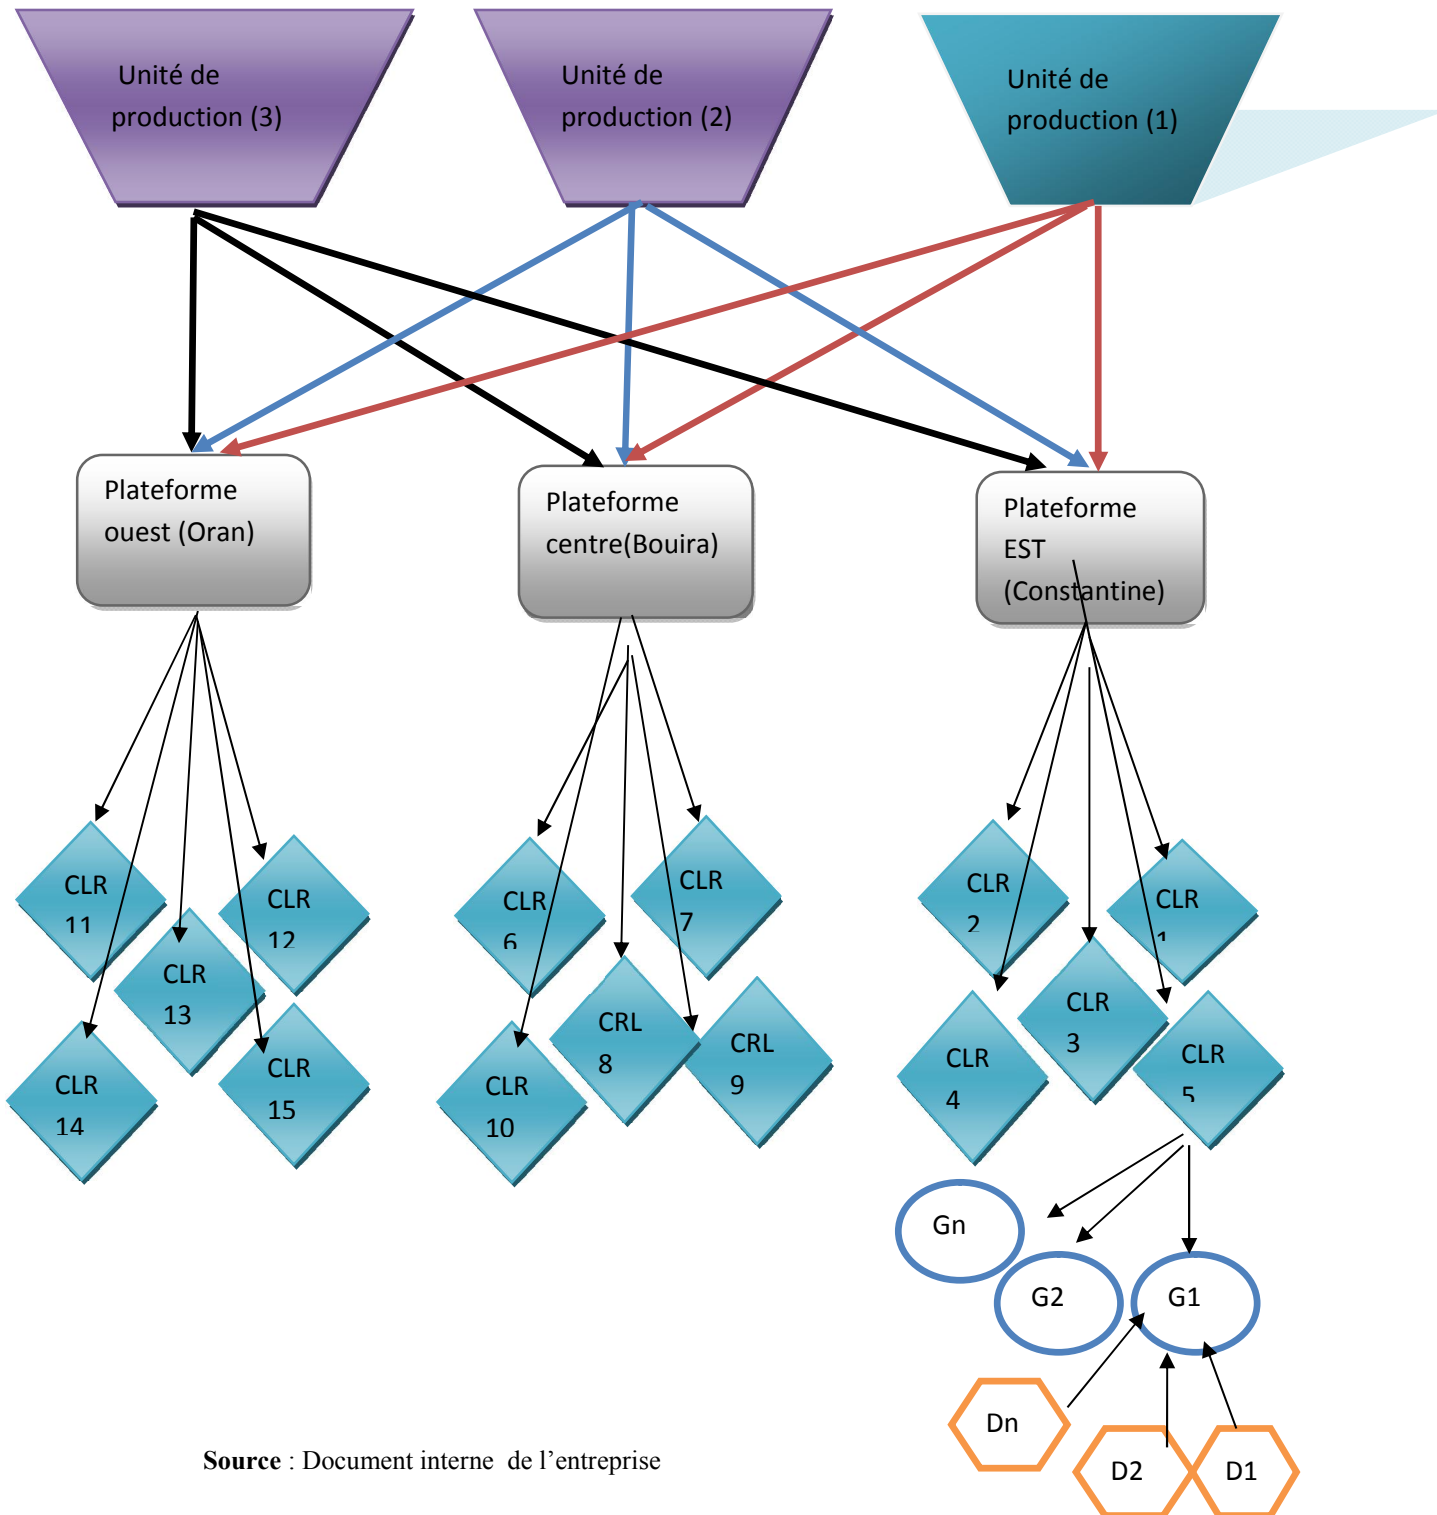 Unité de
production (3)
Unité de
production (2)
Unité de
production (1)
Plateforme
ouest (Oran)
Plateforme
centre(Bouira)
Plateforme
EST
(Constantine)
CLR
11
CLR
12
CLR
13
CLR
14
CLR
15
CLR
6
CLR
7
CRL
8
CRL
9
CLR
10
CLR
2
CLR
1
CLR
3
CLR
4
CLR
5
Gn
G2
G1
Dn
D2
D1
Source : Document interne de l’entreprise